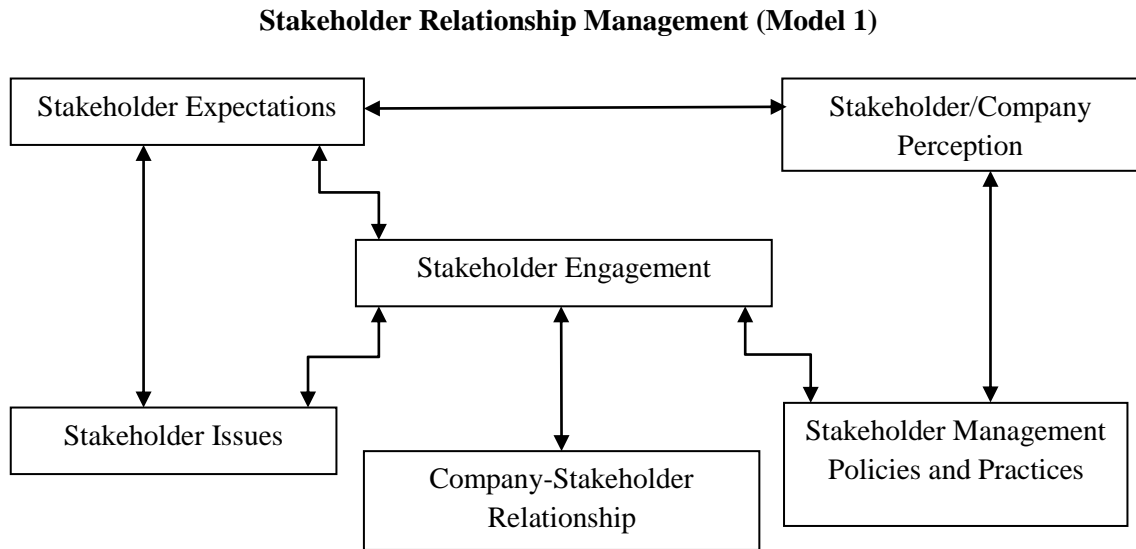 Stakeholder Relationship Management (Model 1)
Stakeholder Expectations
Stakeholder/Company
Perception
Stakeholder Engagement
Stakeholder Issues
Company-Stakeholder
Relationship
Stakeholder Management
Policies and Practices